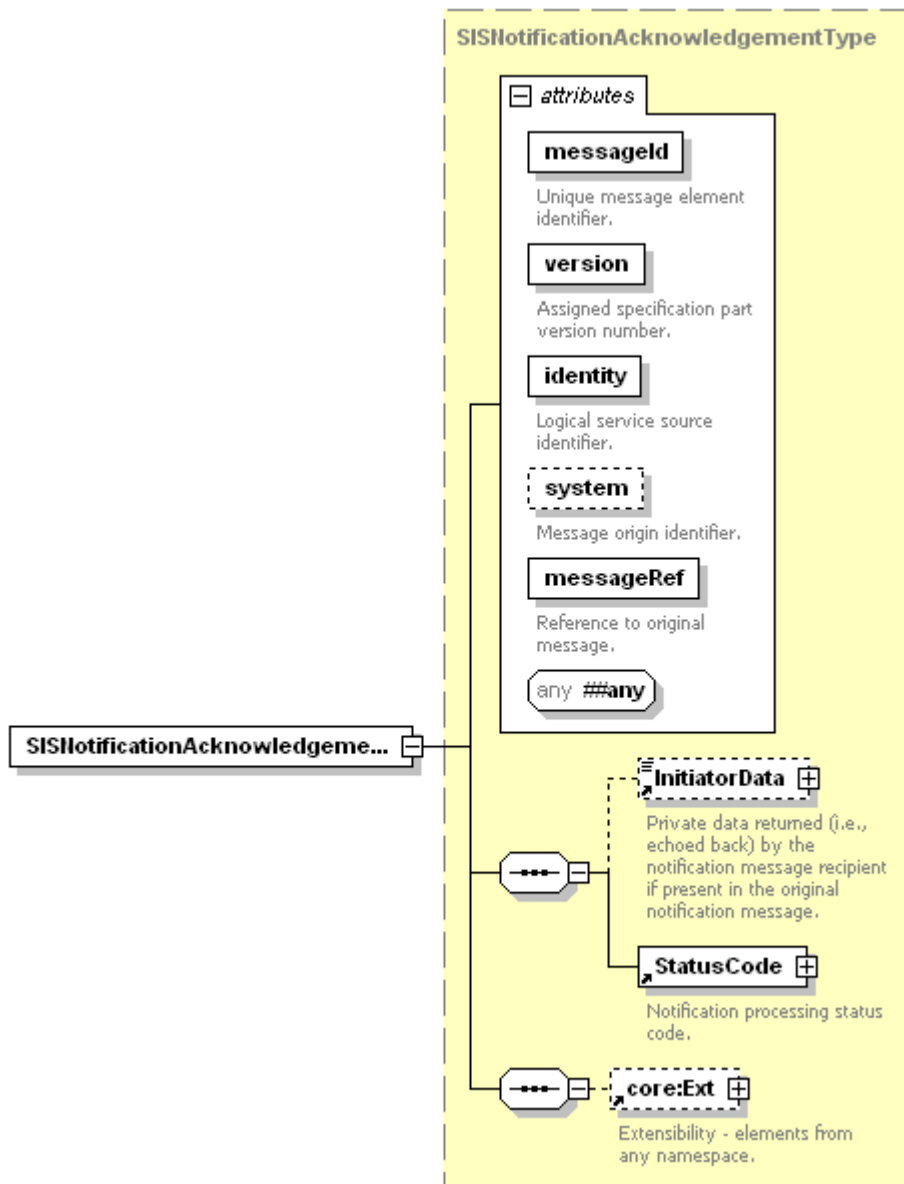 SISNotificationAcknowledgementType
attributes
messageId
Unique message element
identifier.
version
Assigned specification part
version number.
identity
Logical service source
identifier.
system
Message origin identifier.
messageRef
Reference to original
message.
any ##any
SISNotificationAcknowledgeme...
InitiatorData
Private data returned (i.e.,
echoed back) by the
notification message recipient
if present in the original
notification message.
StatusCode
Notification processing status
code.
core:Ext
Extensibility - elements from
any namespace.